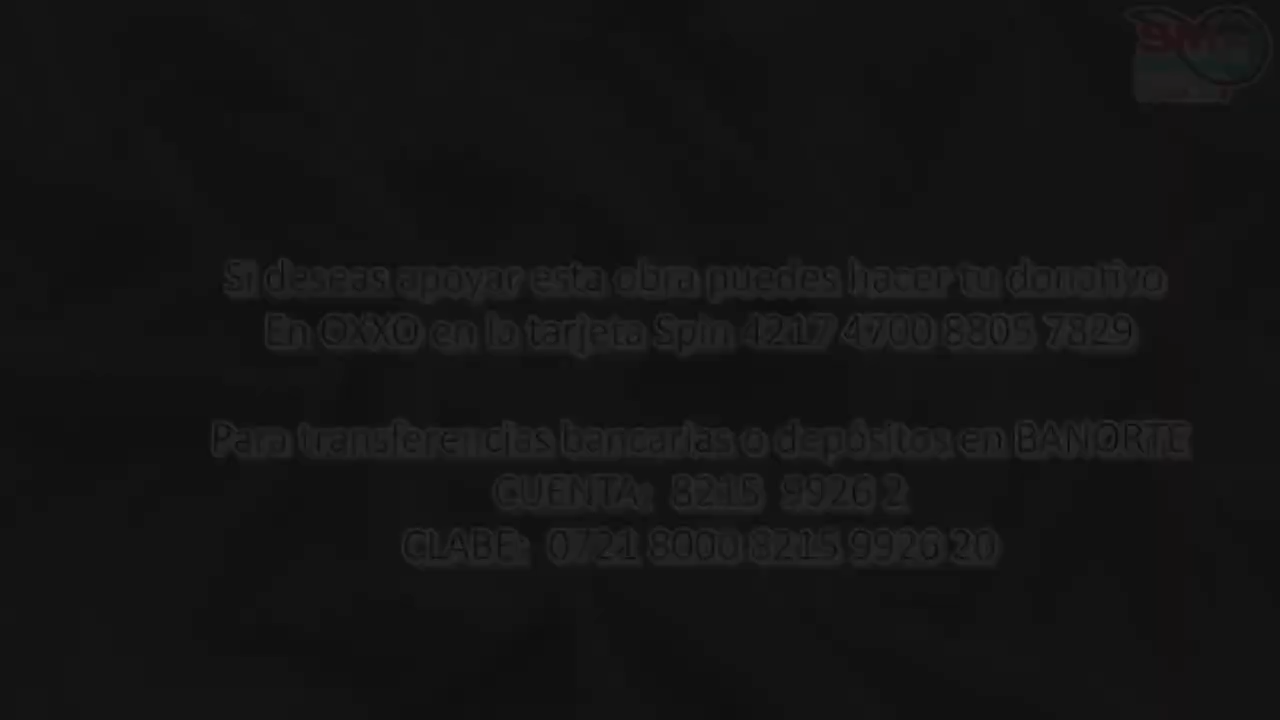 Si deseas apoyar esta obra puedes hacer tu donativo
En OXXO en la tarjeta Spin 4217 4700 8805 7829
Para transferencias bancarias o depósitos en BANORTE
CUENTA: 8215 9926 2
CLABE: 0721 8000 8215 9926 20